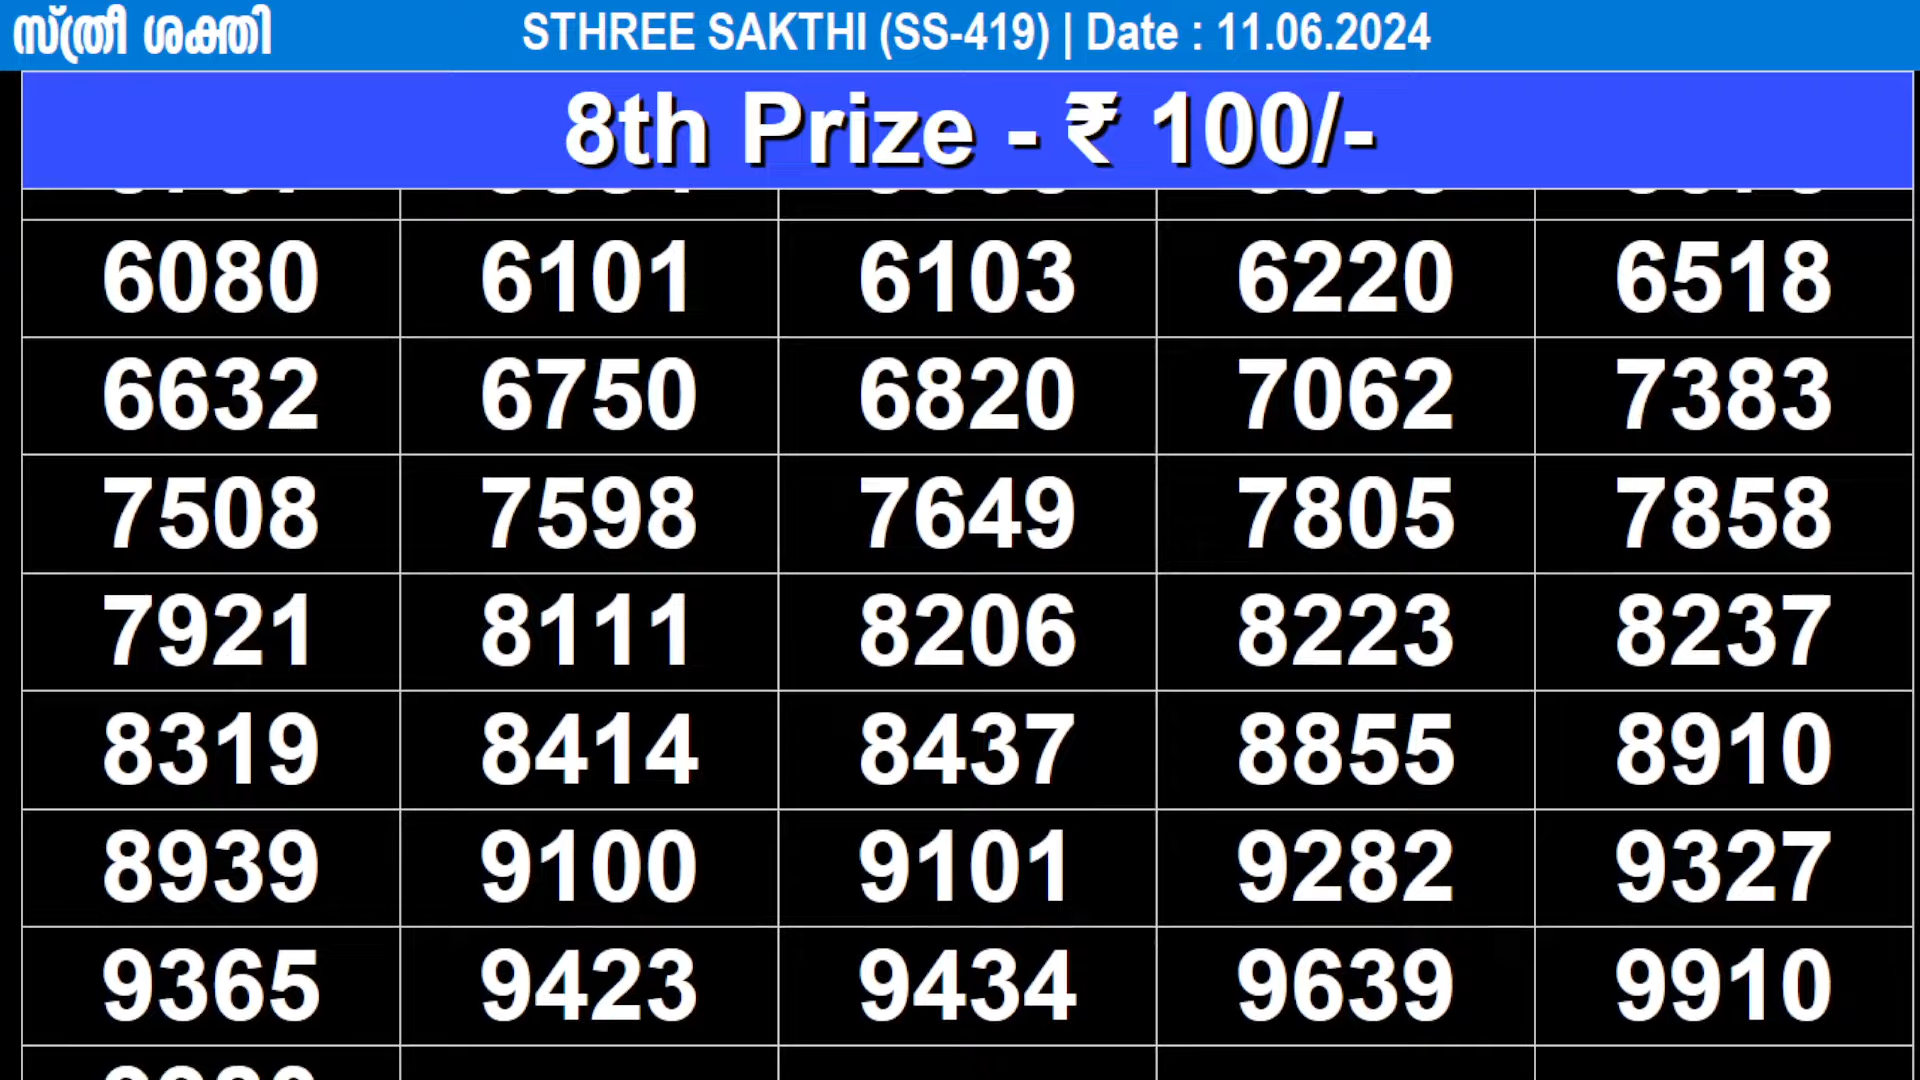 സ്ത്രീ ശക്തി STHREE SAKTHI (SS-419) | Date : 11.06.2024
8th Prize - ₹ 100/-
6080 6101 6103 6220 6518
6632 6750 6820 7062 7383
7508 7598 7649 7805 7858
7921 8111 8206 8223 8237
8319 8414 8437 8855 8910
8939 9100 9101 9282 9327
9365 9423 9434 9639 9910